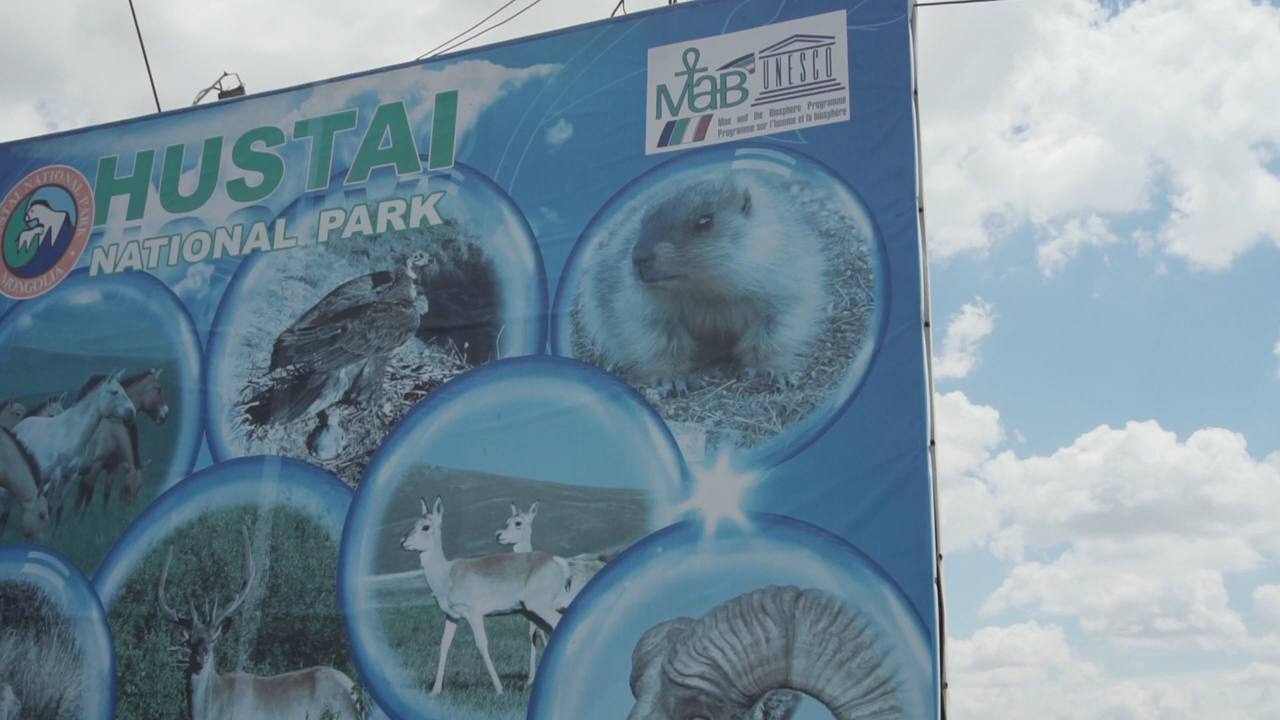 HUSTAI
NATIONAL PARK
HUSTAI NATIONAL PARK
MONGOLIA
MaB
UNESCO
Man and the Biosphere Programme
Programme sur l'homme et la biosphère